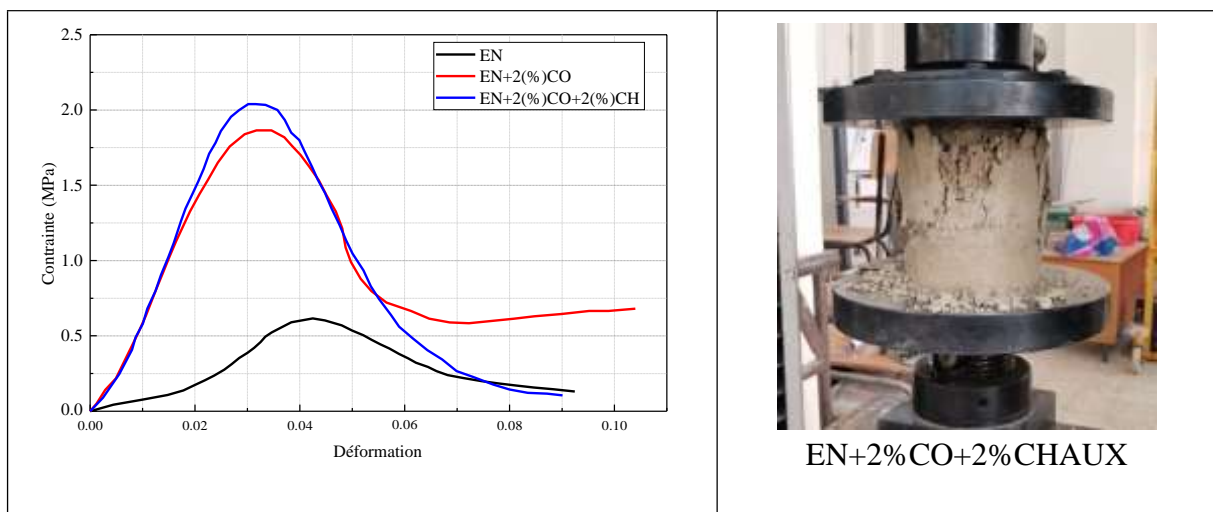 2.5
2.0
1.5
1.0
0.5
0.0
Contrainte (MPa)
EN
EN+2(%)CO
EN+2(%)CO+2(%)CH
0.00 0.02 0.04 0.06 0.08 0.10
Déformation
EN+2%CO+2%CHAUX